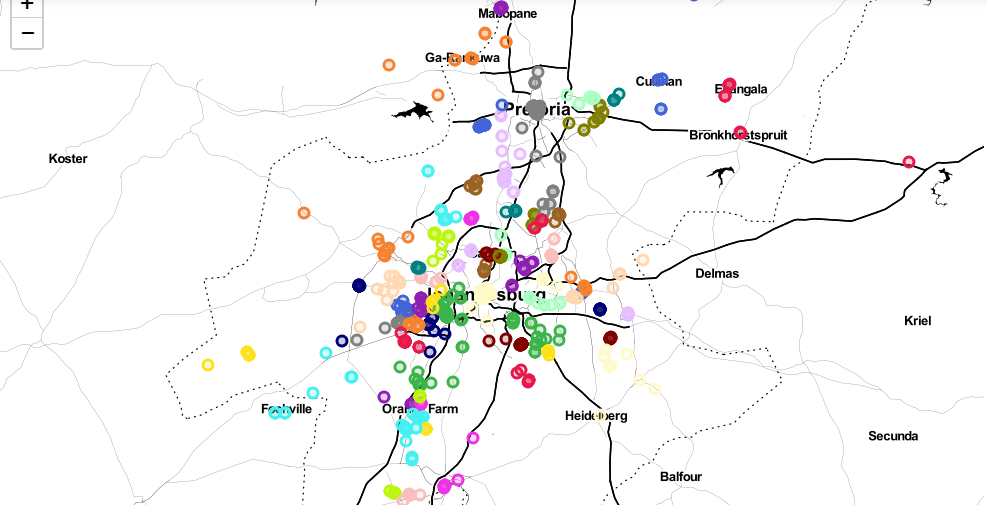 +
−
Mabopane
Ga-Rankuwa
Cullinan
Ekangala
Pretoria
Bronkhorstspruit
Koster
Delmas
Johannesburg
Kriel
Fochville
Orange Farm
Heidelberg
Secunda
Balfour